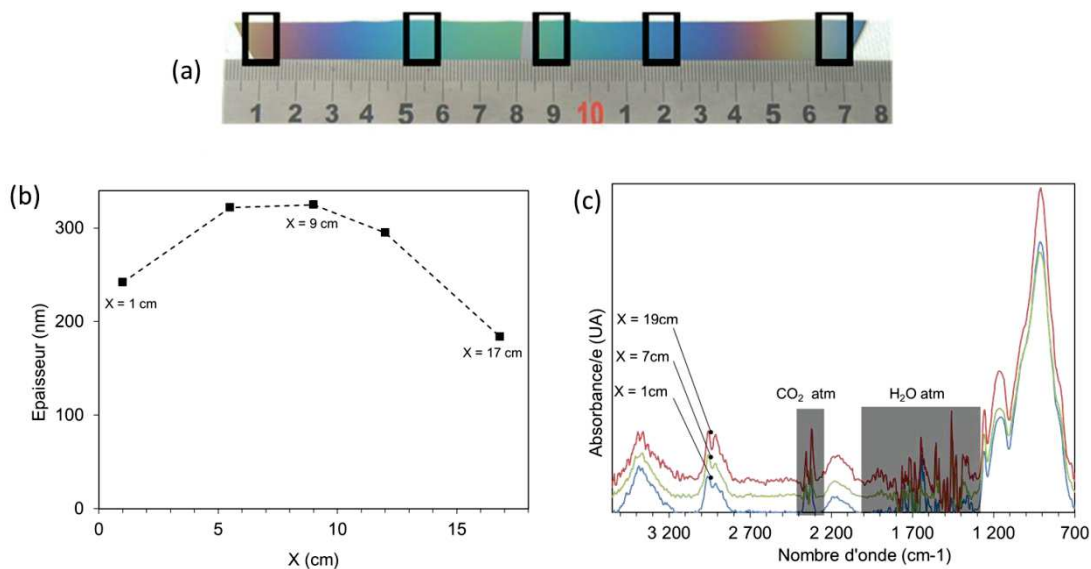 (a)
1 2 3 4 5 6 7 8 9 10 1 2 3 4 5 6 7 8
(b)
Epaisseur (nm)
300
200
100
0
X = 1 cm
X = 9 cm
X = 17 cm
0 5 10 15
X (cm)
(c)
Absorbance/e (UA)
X = 19cm
X = 7cm
X = 1cm
CO2 atm
H2O atm
3 200 2 700 2 200 1 700 1 200 700
Nombre d'onde (cm-1)